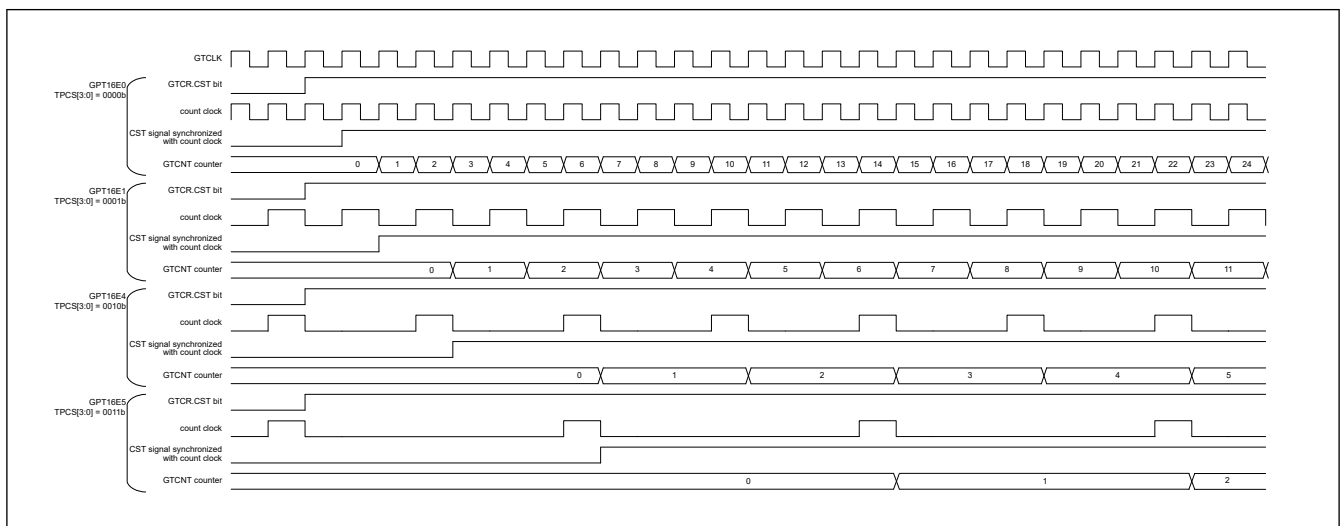 GTCLK
GPT16E0
TPCS[3:0] = 0000b
GTCR.CST bit
count clock
CST signal synchronized
with count clock
GTCNT counter
0 1 2 3 4 5 6 7 8 9 10 11 12 13 14 15 16 17 18 19 20 21 22 23 24
GPT16E1
TPCS[3:0] = 0001b
GTCR.CST bit
count clock
CST signal synchronized
with count clock
GTCNT counter
0 1 2 3 4 5 6 7 8 9 10 11
GPT16E4
TPCS[3:0] = 0010b
GTCR.CST bit
count clock
CST signal synchronized
with count clock
GTCNT counter
0 1 2 3 4 5
GPT16E5
TPCS[3:0] = 0011b
GTCR.CST bit
count clock
CST signal synchronized
with count clock
GTCNT counter
0 1 2